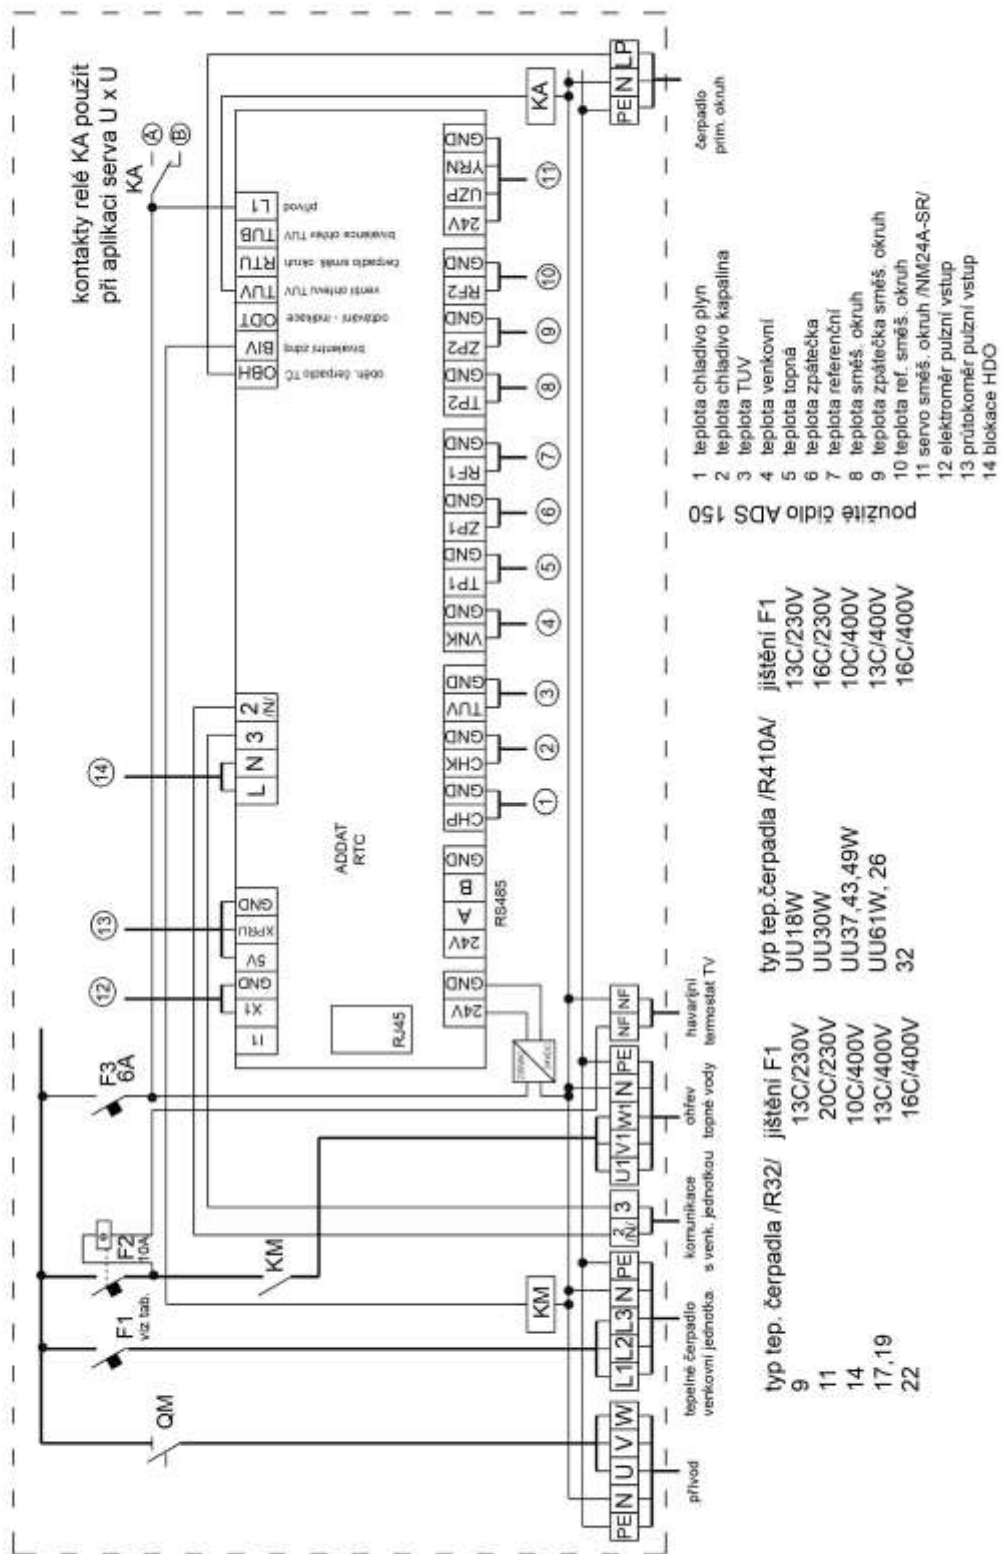 kontakty relé KA použít
při aplikaci serva U x U
KA
A
B
L1
TUB
RTU
TUV
ODT
BIV
OBH
přívod
bivalence ohřev TUV
čerpadlo směš. okruh
ventil ohřevu TUV
odtávání - indikace
bivalentní zdroj
oběh. čerpadlo TČ
14
L
N
3
2
/N/
13
12
GND
XPRU
5V
GND
X1
I1
ADDAT
RTC
RJ45
RS485
24V
GND
24V
A
B
GND
CHP
GND
CHK
GND
TUV
GND
VNK
GND
TP1
GND
ZP1
GND
RF1
GND
TP2
GND
ZP2
GND
RF2
GND
24V
UZP
YRN
GND
1
2
3
4
5
6
7
8
9
10
11
KA
F3
6A
F2
10A
F1
viz tab.
QM
KM
KM
PE N U V W
přívod
L1 L2 L3 N PE
tepelné čerpadlo
venkovní jednotka
2
/N/
3
komunikace
s venk. jednotkou
U1 V1 W1 N PE
ohřev
topné vody
NF NF
havarijní
termostat TV
PE N LP
čerpadlo
prim. okruh
typ tep. čerpadla /R32/ jištění F1
9 13C/230V
11 20C/230V
14 10C/400V
17,19 13C/400V
22 16C/400V
typ tep.čerpadla /R410A/ jištění F1
UU18W 13C/230V
UU30W 16C/230V
UU37,43,49W 10C/400V
UU61W, 26 13C/400V
32 16C/400V
použité čidlo ADS 150
1 teplota chladivo plyn
2 teplota chladivo kapalina
3 teplota TUV
4 teplota venkovní
5 teplota topná
6 teplota zpátečka
7 teplota referenční
8 teplota směš. okruh
9 teplota zpátečka směš. okruh
10 teplota ref. směš. okruh
11 servo směš. okruh /NM24A-SR/
12 elektroměr pulzní vstup
13 průtokoměr pulzní vstup
14 blokace HDO